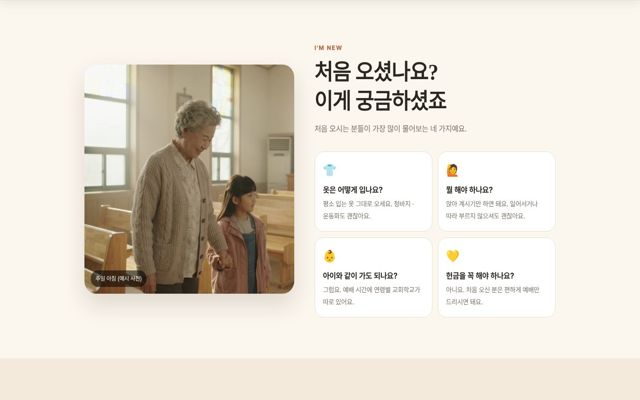 I'M NEW
처음 오셨나요?
이게 궁금하셨죠
처음 오시는 분들이 가장 많이 물어보는 네 가지예요.
옷은 어떻게 입나요?
평소 입는 옷 그대로 오세요. 청바지 ·
운동화도 괜찮아요.
뭘 해야 하나요?
앉아 계시기만 하면 돼요. 일어서거나
따라 부르지 않으셔도 괜찮아요.
아이와 같이 가도 되나요?
그럼요. 예배 시간에 연령별 교회학교가
따로 있어요.
헌금을 꼭 해야 하나요?
아니요. 처음 오신 분은 편하게 예배만
드리시면 돼요.
주일 아침 (예시 사진)